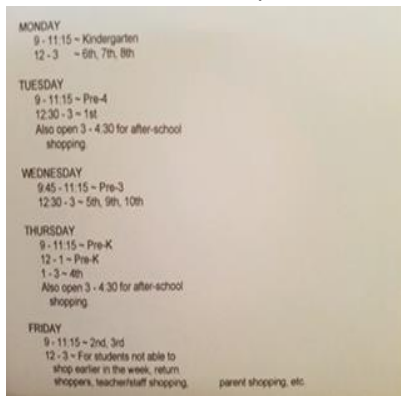 MONDAY
9 - 11:15 ~ Kindergarten
12 - 3 ~ 6th, 7th, 8th
TUESDAY
9 - 11:15 ~ Pre-4
12:30 - 3 ~ 1st
Also open 3 - 4:30 for after-school
shopping.
WEDNESDAY
9:45 - 11:15 ~ Pre-3
12:30 - 3 ~ 5th, 9th, 10th
THURSDAY
9 - 11:15 ~ Pre-K
12 - 1 ~ Pre-K
1 - 3 ~ 4th
Also open 3 - 4:30 for after-school
shopping.
FRIDAY
9 - 11:15 ~ 2nd, 3rd
12 - 3 ~ For students not able to
shop earlier in the week, return
shoppers, teacher/staff shopping, parent shopping, etc.